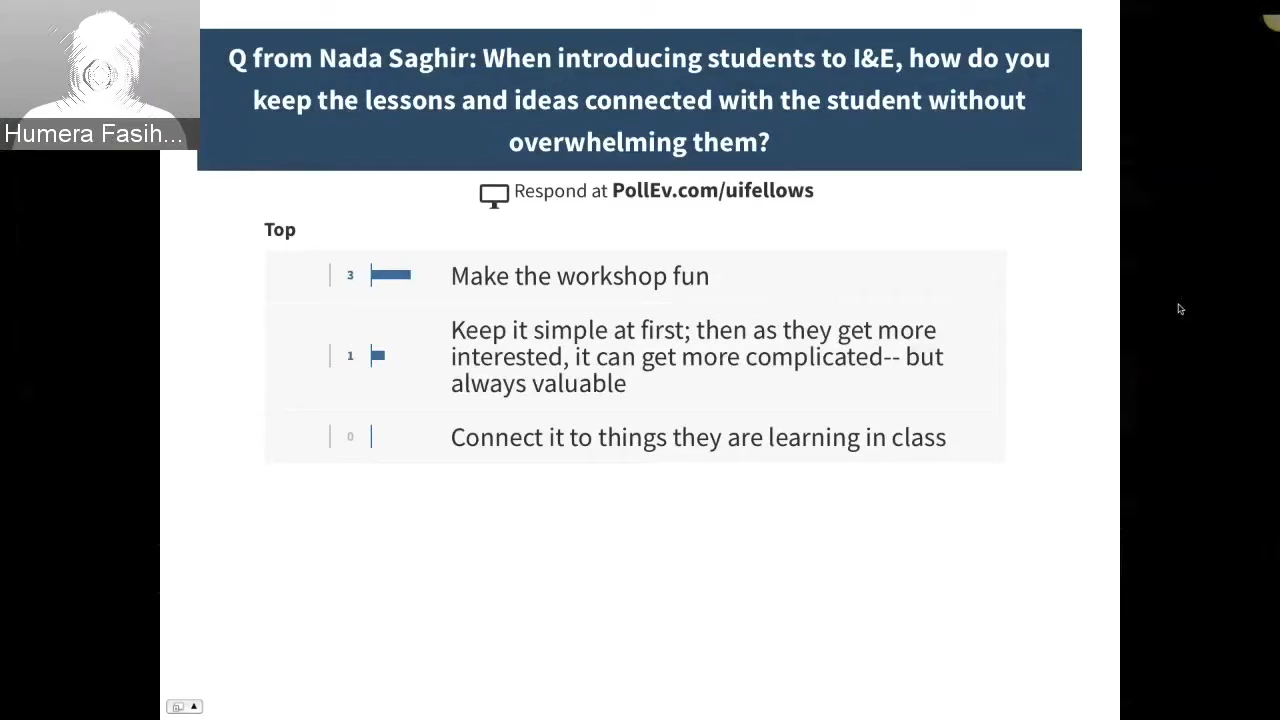 Humera Fasih...
Q from Nada Saghir: When introducing students to I&E, how do you
keep the lessons and ideas connected with the student without
overwhelming them?
Respond at PollEv.com/uifellows
Top
3 Make the workshop fun
Keep it simple at first; then as they get more
1 interested, it can get more complicated-- but
always valuable
0 Connect it to things they are learning in class